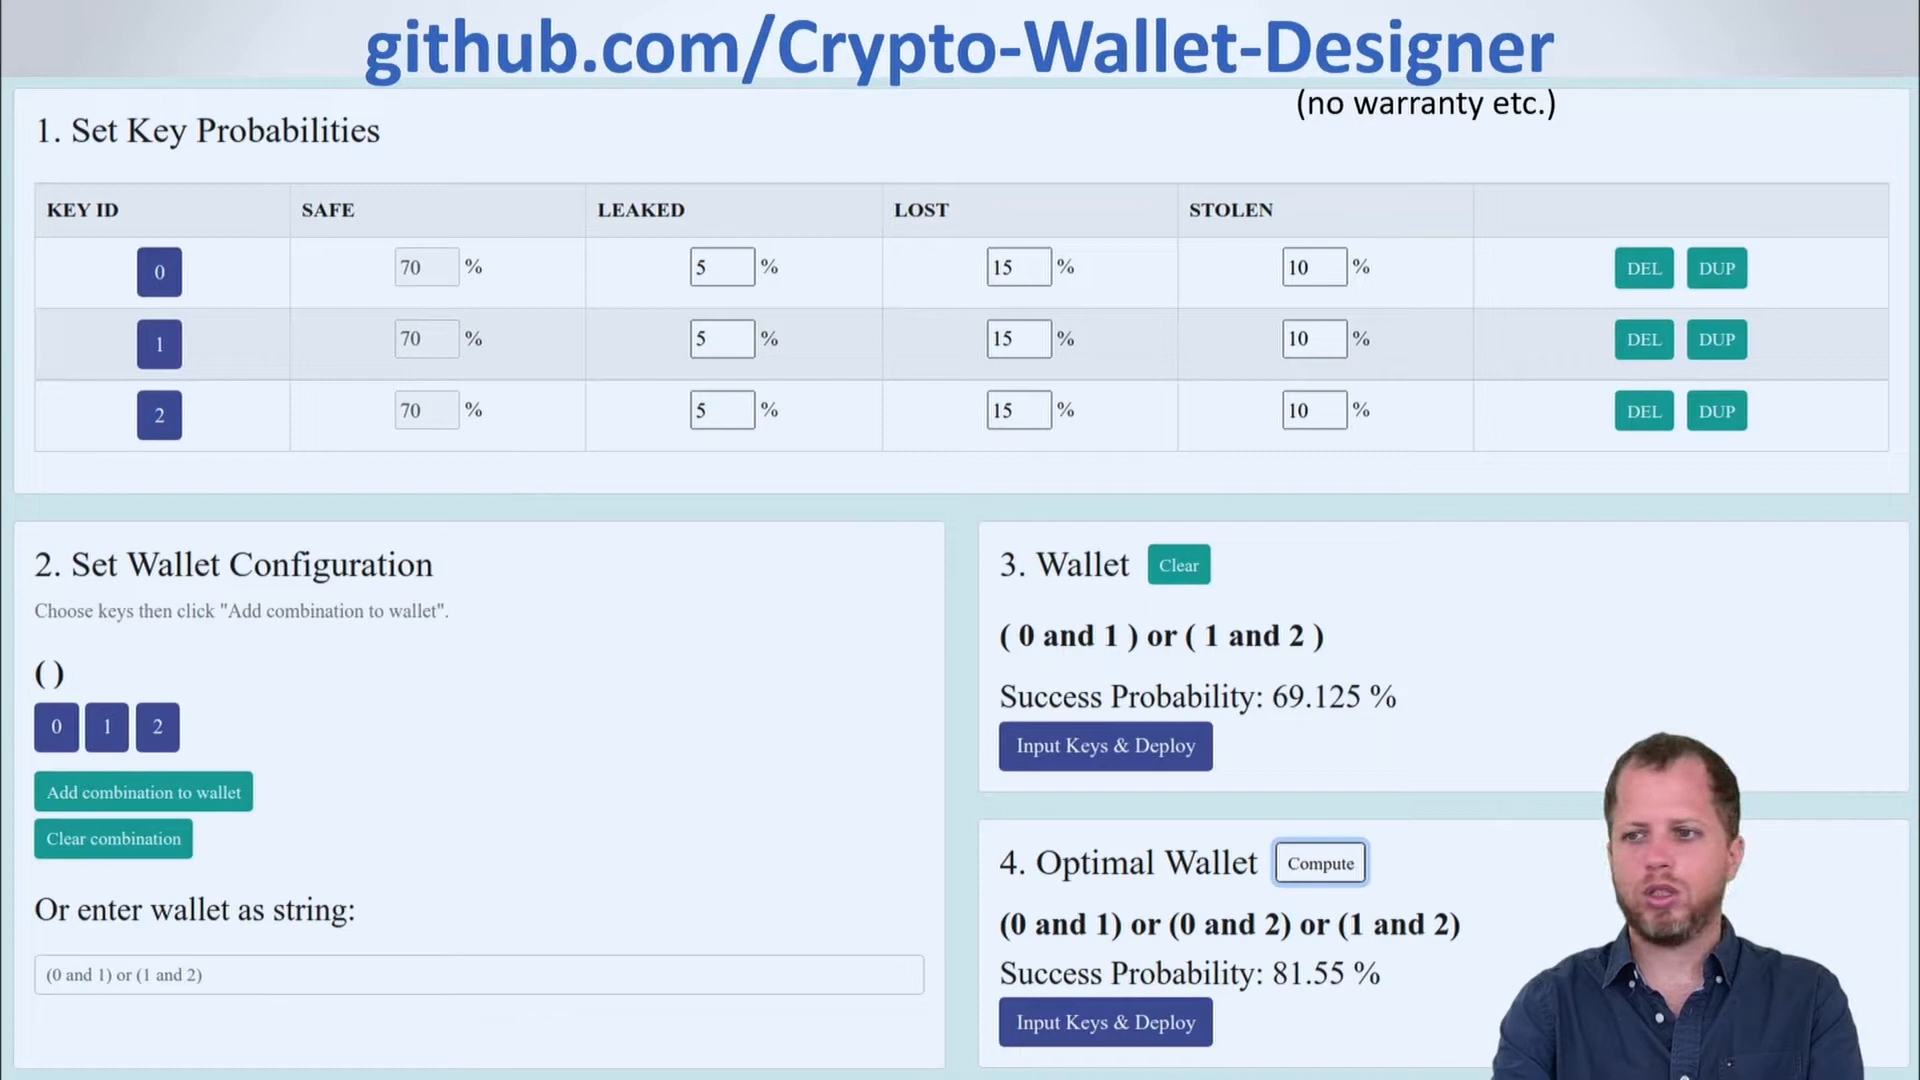 github.com/Crypto-Wallet-Designer
(no warranty etc.)
1. Set Key Probabilities
KEY ID SAFE LEAKED LOST STOLEN
0 70 % 5 % 15 % 10 % DEL DUP
1 70 % 5 % 15 % 10 % DEL DUP
2 70 % 5 % 15 % 10 % DEL DUP
2. Set Wallet Configuration
Choose keys then click "Add combination to wallet".
( )
0 1 2
Add combination to wallet
Clear combination
Or enter wallet as string:
(0 and 1) or (1 and 2)
3. Wallet Clear
( 0 and 1 ) or ( 1 and 2 )
Success Probability: 69.125 %
Input Keys & Deploy
4. Optimal Wallet Compute
(0 and 1) or (0 and 2) or (1 and 2)
Success Probability: 81.55 %
Input Keys & Deploy